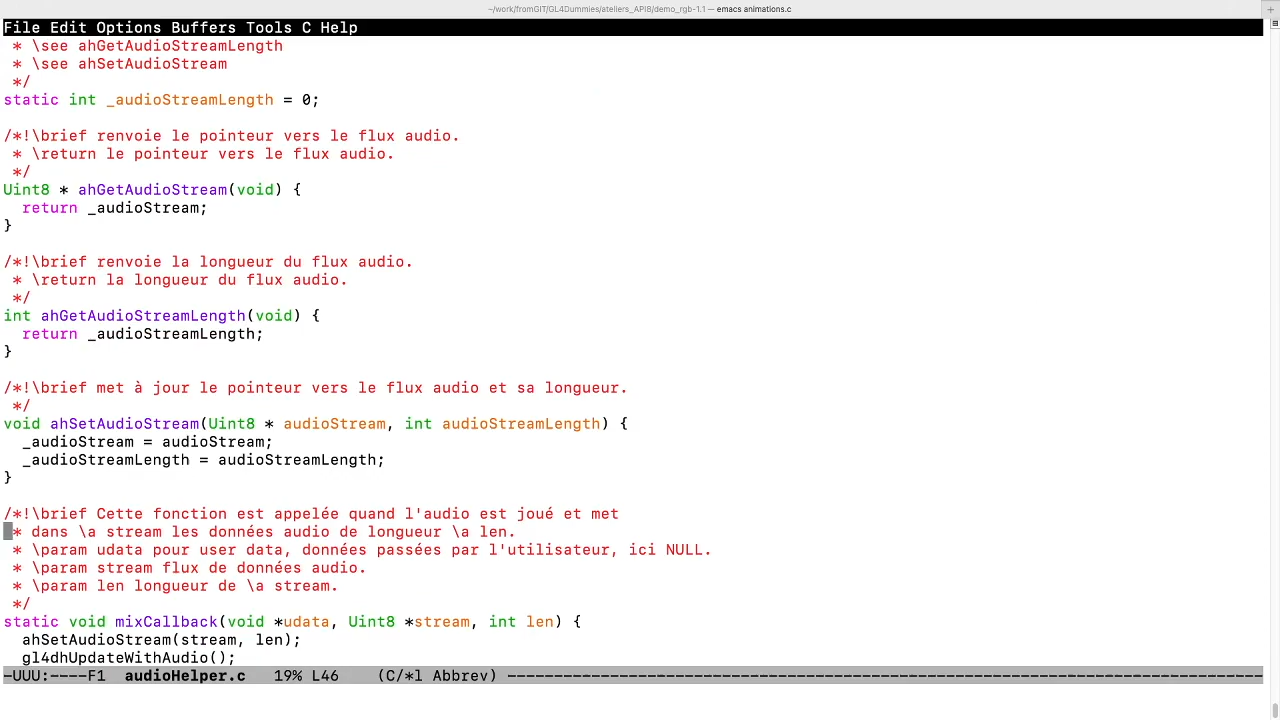 ~/work/fromGIT/GL4Dummies/ateliers_API8/demo_rgb-1.1 — emacs animations.c
File Edit Options Buffers Tools C Help
 * \see ahGetAudioStreamLength
 * \see ahSetAudioStream
 */
static int _audioStreamLength = 0;
/*!\brief renvoie le pointeur vers le flux audio.
 * \return le pointeur vers le flux audio.
 */
Uint8 * ahGetAudioStream(void) {
  return _audioStream;
}
/*!\brief renvoie la longueur du flux audio.
 * \return la longueur du flux audio.
 */
int ahGetAudioStreamLength(void) {
  return _audioStreamLength;
}
/*!\brief met à jour le pointeur vers le flux audio et sa longueur.
 */
void ahSetAudioStream(Uint8 * audioStream, int audioStreamLength) {
  _audioStream = audioStream;
  _audioStreamLength = audioStreamLength;
}
/*!\brief Cette fonction est appelée quand l'audio est joué et met
 * dans \a stream les données audio de longueur \a len.
 * \param udata pour user data, données passées par l'utilisateur, ici NULL.
 * \param stream flux de données audio.
 * \param len longueur de \a stream.
 */
static void mixCallback(void *udata, Uint8 *stream, int len) {
  ahSetAudioStream(stream, len);
  gl4dhUpdateWithAudio();
-UUU:----F1  audioHelper.c   19% L46    (C/*l Abbrev) ---------------------------------------------------------------------------------